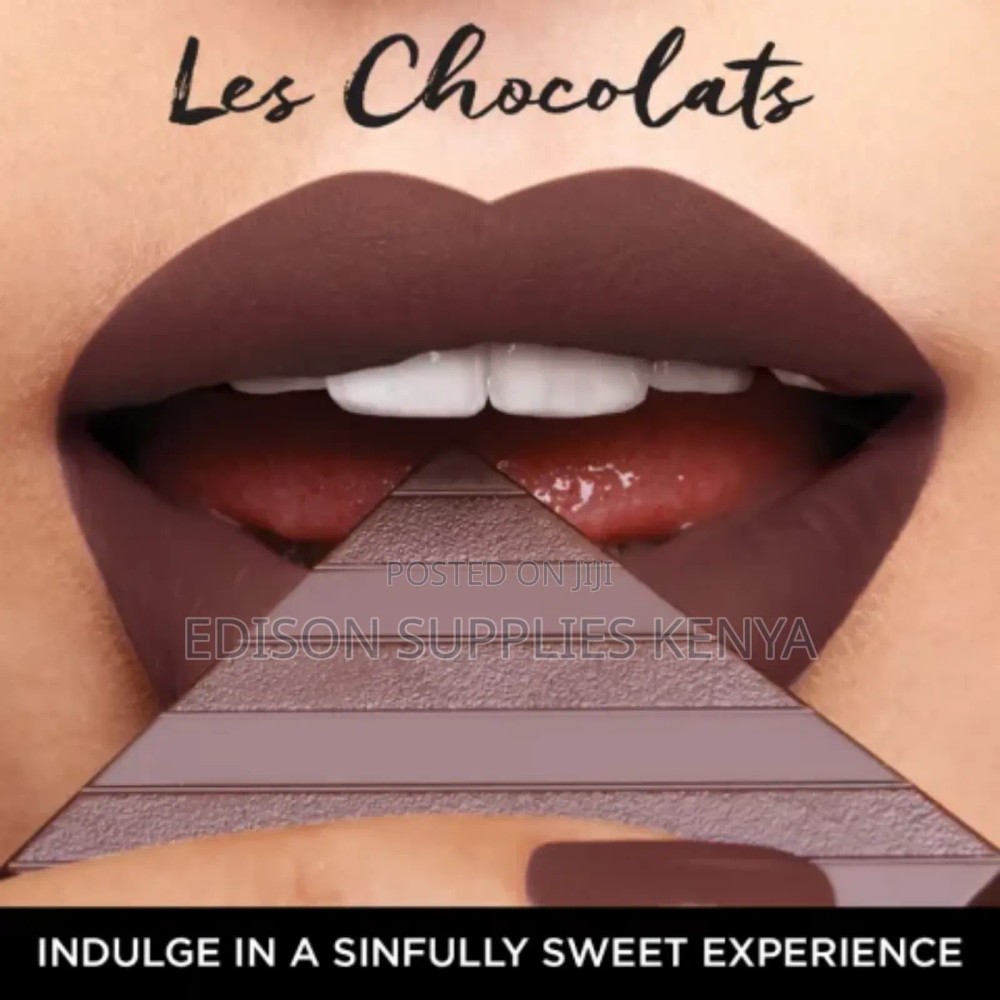 Les Chocolats
POSTED ON JIJI
EDISON SUPPLIES KENYA
INDULGE IN A SINFULLY SWEET EXPERIENCE